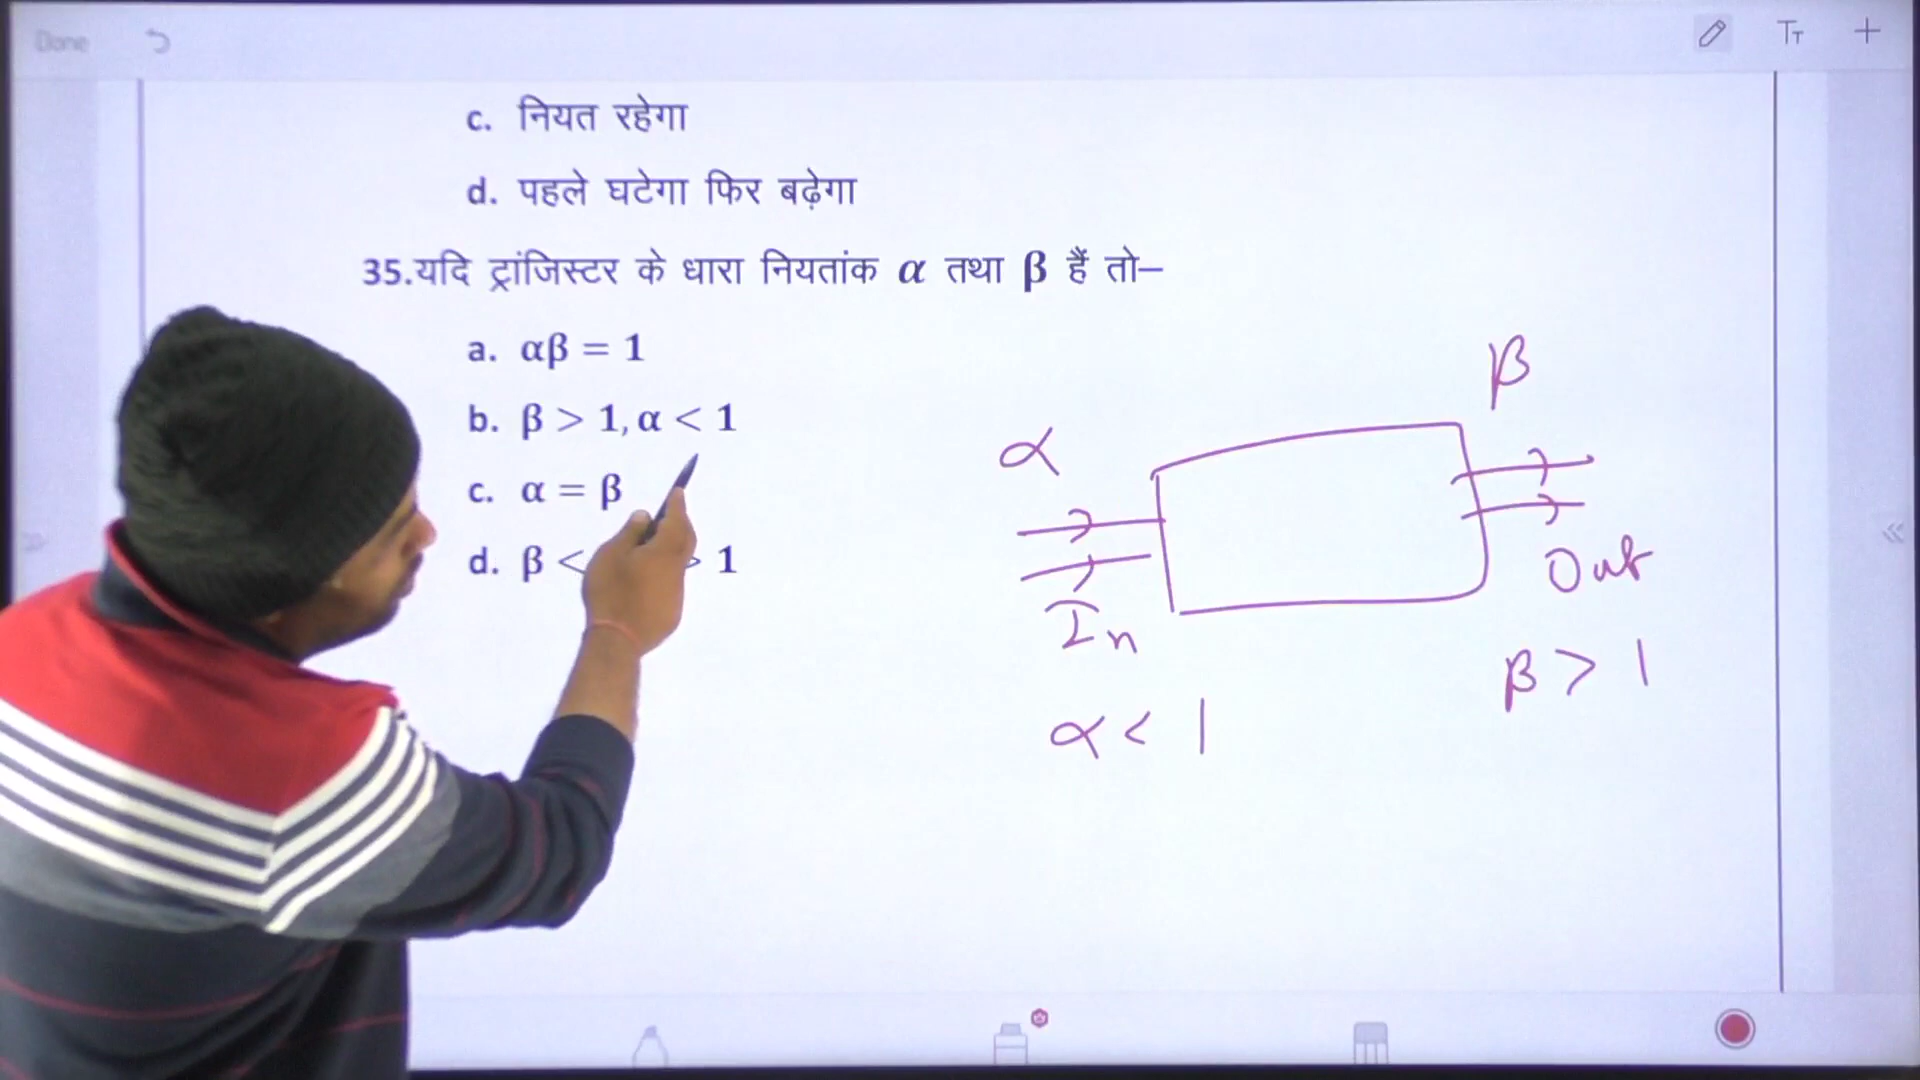 Done
Tт
c. नियत रहेगा
d. पहले घटेगा फिर बढ़ेगा
35.यदि ट्रांजिस्टर के धारा नियतांक α तथा β हैं तो–
a. αβ = 1
b. β > 1, α < 1
c. α = β
d. β < > 1
β
α
In
Out
β > 1
α < 1